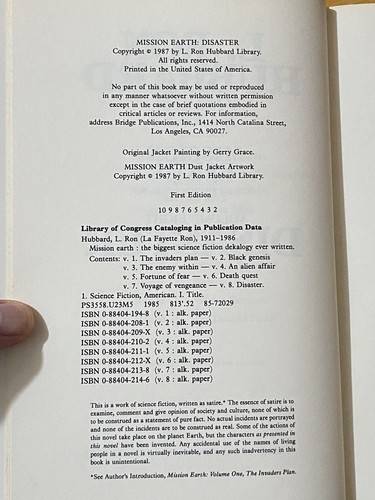 MISSION EARTH: DISASTER
Copyright © 1987 by L. Ron Hubbard Library.
All rights reserved.
Printed in the United States of America.
No part of this book may be used or reproduced
in any manner whatsoever without written permission
except in the case of brief quotations embodied in
critical articles or reviews. For information,
address Bridge Publications, Inc., 1414 North Catalina Street,
Los Angeles, CA 90027.
Original Jacket Painting by Gerry Grace.
MISSION EARTH Dust Jacket Artwork
Copyright © 1987 by L. Ron Hubbard Library.
First Edition
10 9 8 7 6 5 4 3 2
Library of Congress Cataloging in Publication Data
Hubbard, L. Ron (La Fayette Ron), 1911–1986
Mission earth : the biggest science fiction dekalogy ever written.
Contents: v. 1. The invaders plan — v. 2. Black genesis
v. 3. The enemy within — v. 4. An alien affair
v. 5. Fortune of fear — v. 6. Death quest
v. 7. Voyage of vengeance — v. 8. Disaster.
1. Science Fiction, American. I. Title.
PS3558.U23M5 1985 813'.52 85-72029
ISBN 0-88404-194-8 (v. 1 : alk. paper)
ISBN 0-88404-208-1 (v. 2 : alk. paper)
ISBN 0-88404-209-X (v. 3 : alk. paper)
ISBN 0-88404-210-2 (v. 4 : alk. paper)
ISBN 0-88404-211-1 (v. 5 : alk. paper)
ISBN 0-88404-212-X (v. 6 : alk. paper)
ISBN 0-88404-213-8 (v. 7 : alk. paper)
ISBN 0-88404-214-6 (v. 8 : alk. paper)
This is a work of science fiction, written as satire.* The essence of satire is to
examine, comment and give opinion of society and culture, none of which is
to be construed as a statement of pure fact. No actual incidents are portrayed
and none of the incidents are to be construed as real. Some of the actions of
this novel take place on the planet Earth, but the characters as presented in
this novel have been invented. Any accidental use of the names of living
people in a novel is virtually inevitable, and any such inadvertency in this
book is unintentional.
*See Author's Introduction, Mission Earth: Volume One, The Invaders Plan.